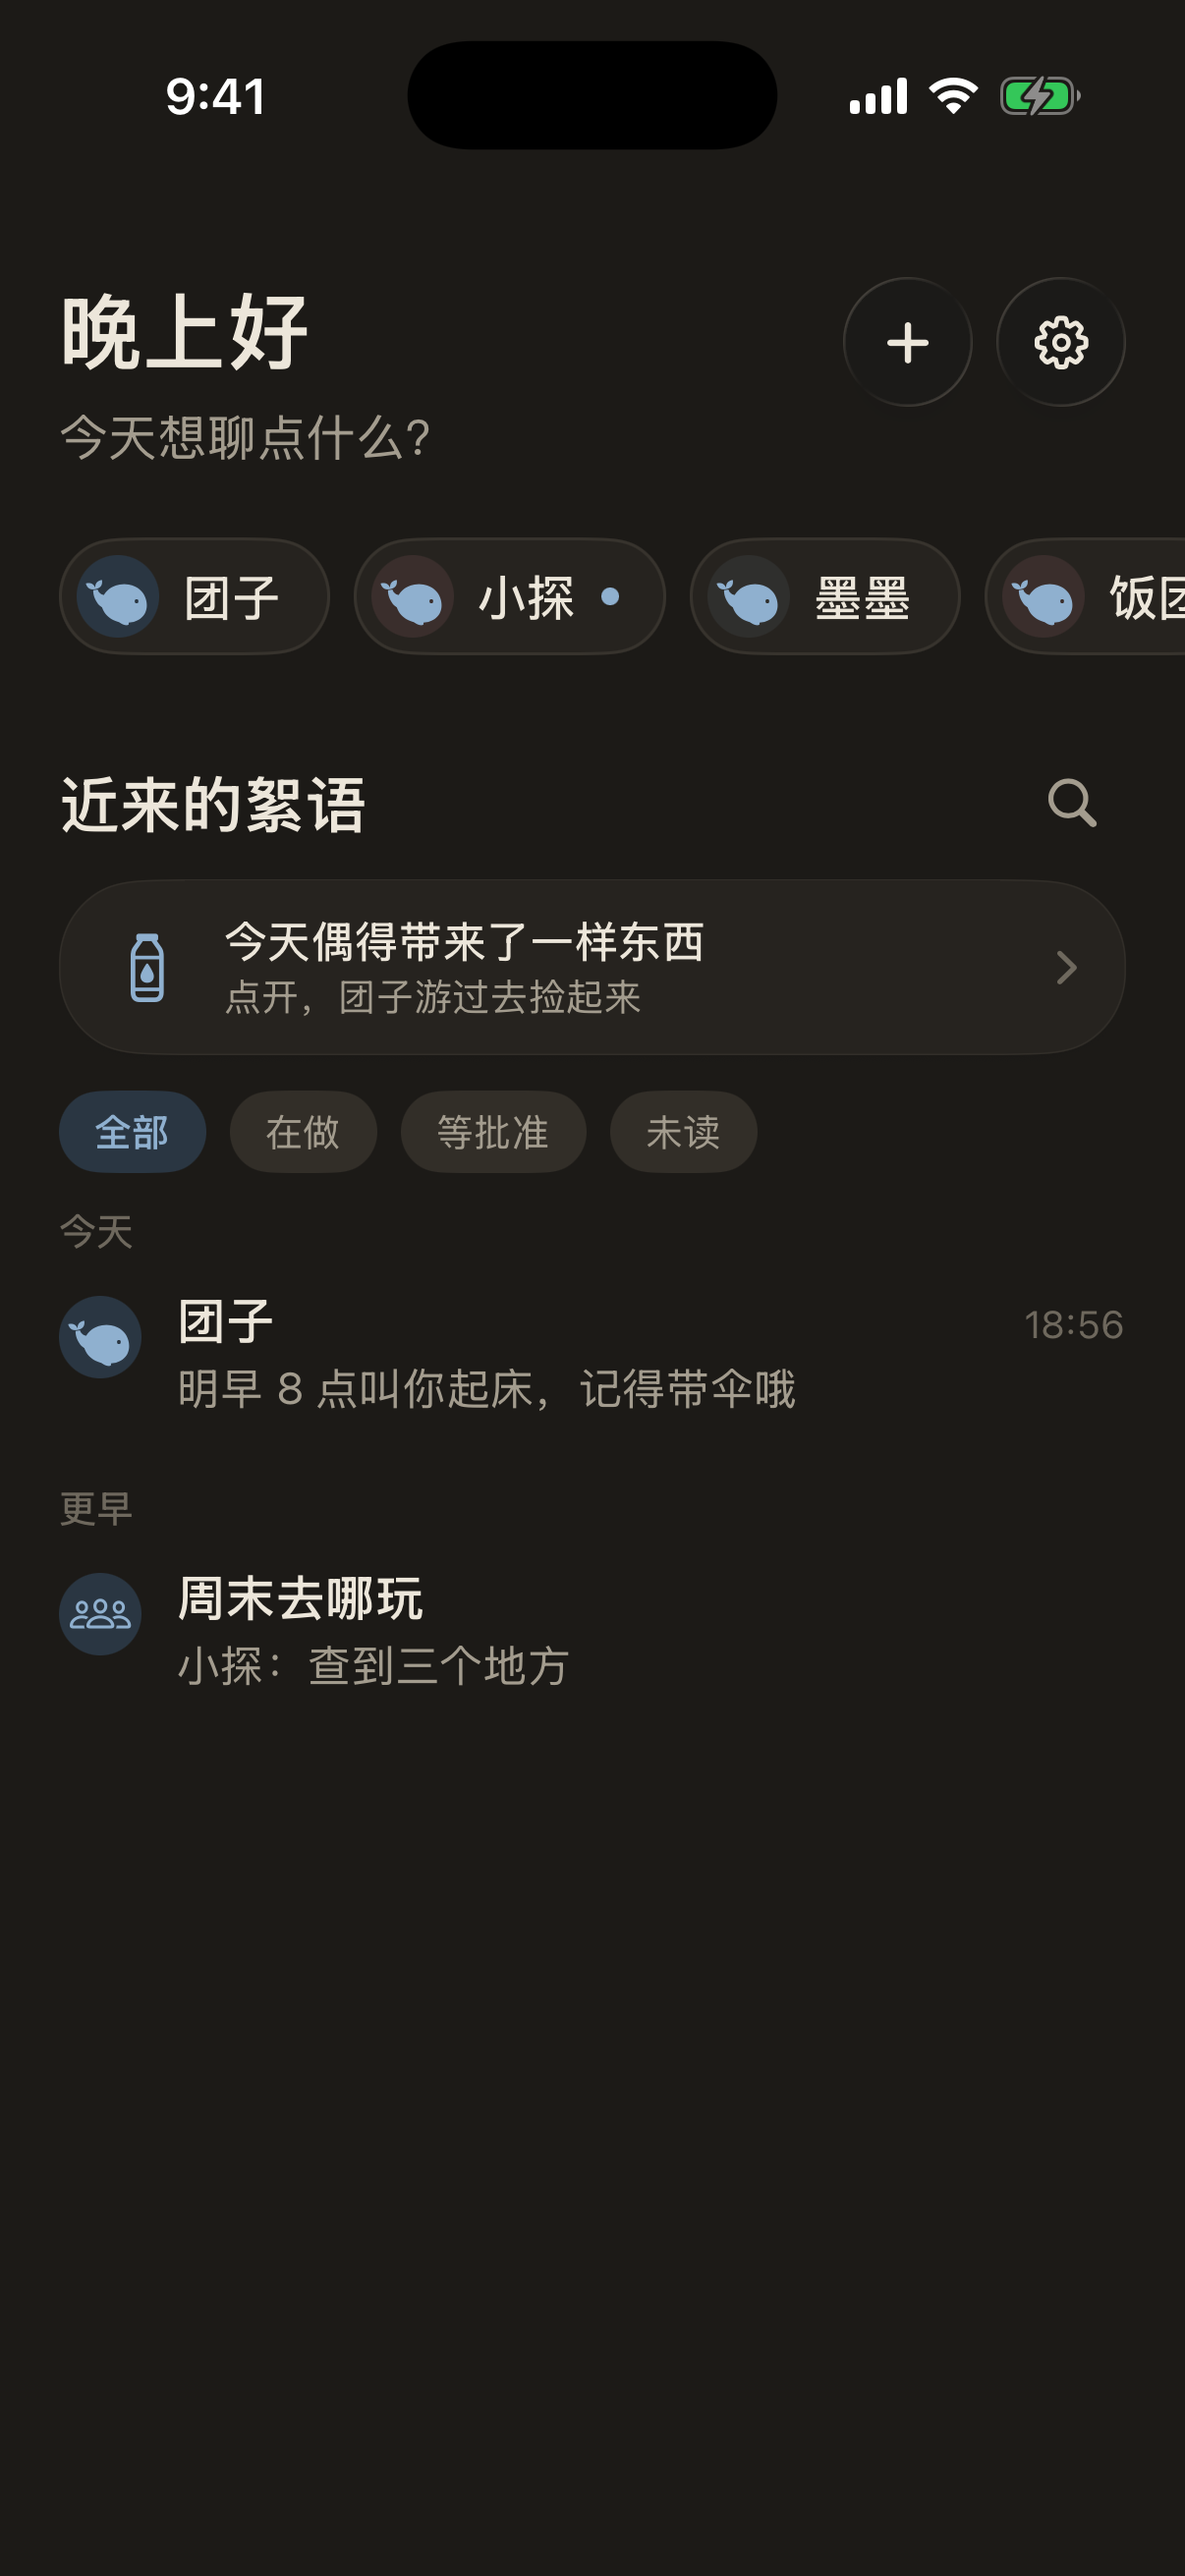 9:41
晚上好
今天想聊点什么?
团子
小探
墨墨
饭团
近来的絮语
今天偶得带来了一样东西
点开，团子游过去捡起来
全部
在做
等批准
未读
今天
团子
18:56
明早 8 点叫你起床，记得带伞哦
更早
周末去哪玩
小探：查到三个地方